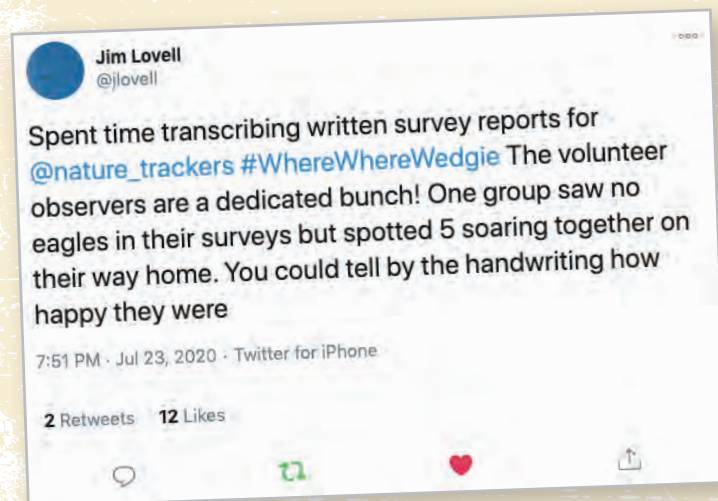 Jim Lovell
@jlovell
Spent time transcribing written survey reports for
@nature_trackers #WhereWhereWedgie The volunteer
observers are a dedicated bunch! One group saw no
eagles in their surveys but spotted 5 soaring together on
their way home. You could tell by the handwriting how
happy they were
7:51 PM · Jul 23, 2020 · Twitter for iPhone
2 Retweets 12 Likes